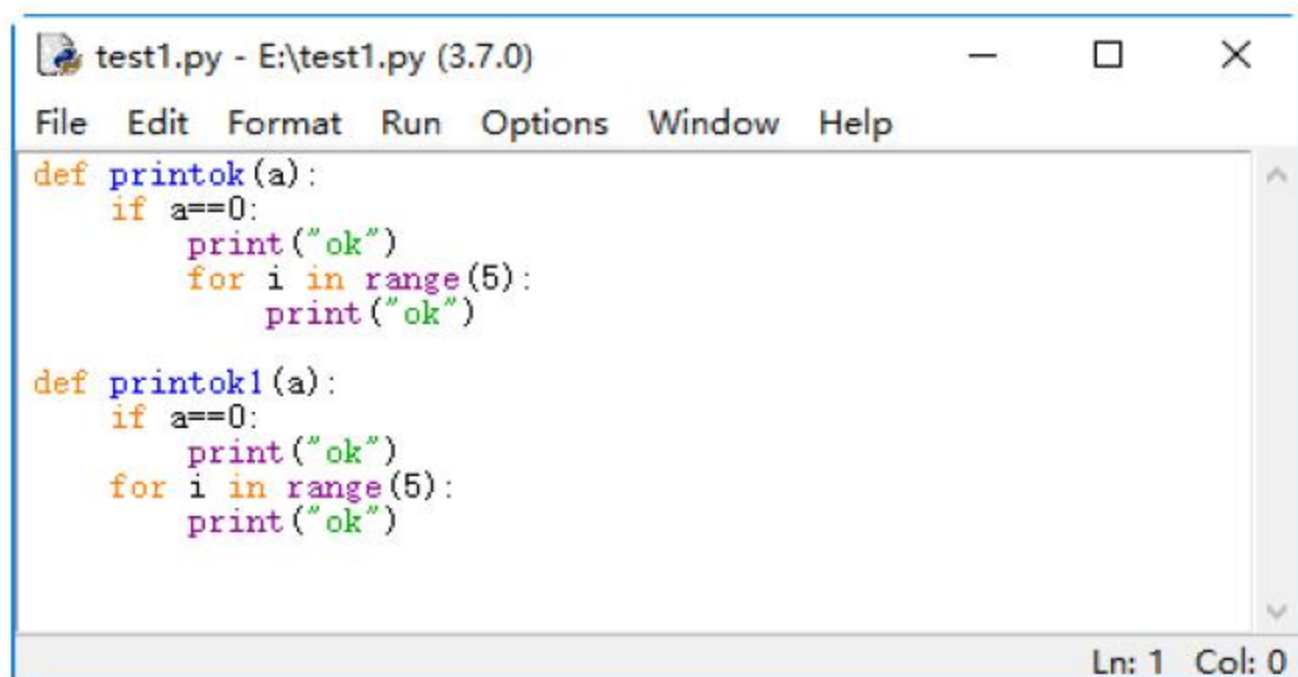 test1.py - E:\test1.py (3.7.0)
File Edit Format Run Options Window Help
def printok(a):
    if a==0:
        print("ok")
        for i in range(5):
            print("ok")

def printok1(a):
    if a==0:
        print("ok")
    for i in range(5):
        print("ok")
Ln: 1 Col: 0